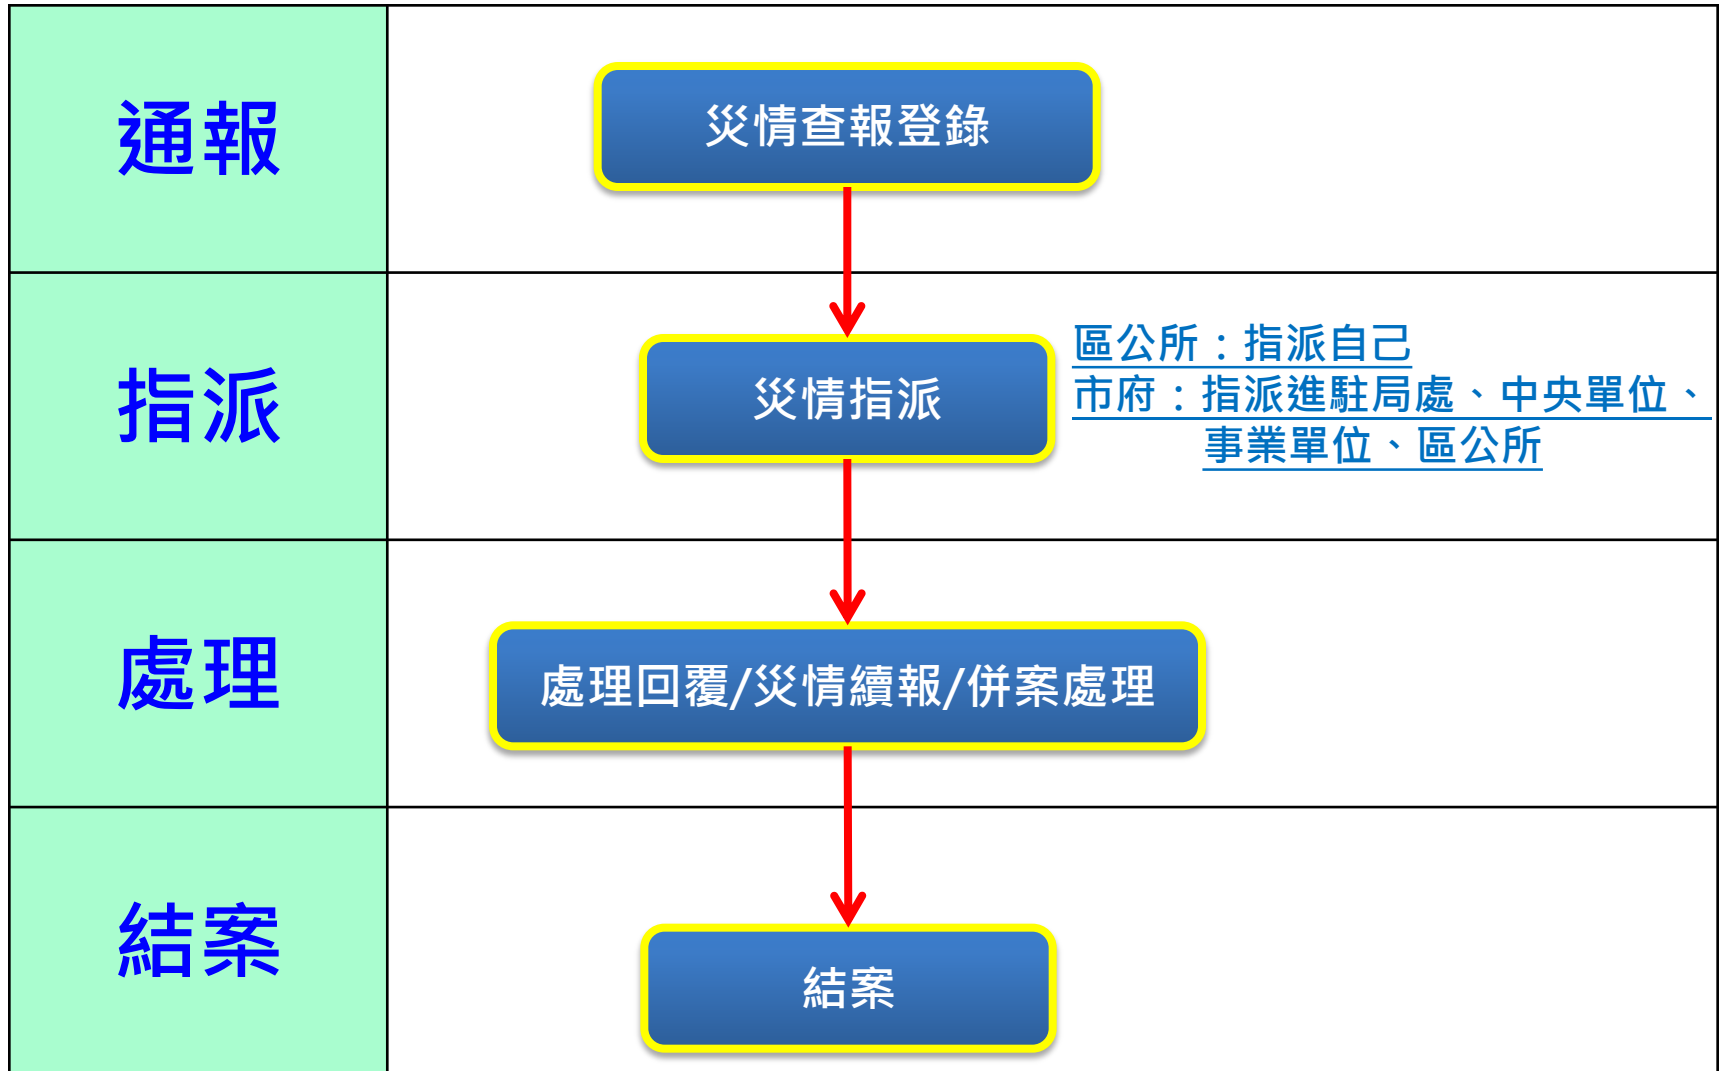 通報
災情查報登錄
指派
災情指派
區公所：指派自己
市府：指派進駐局處、中央單位、
事業單位、區公所
處理
處理回覆/災情續報/併案處理
結案
結案